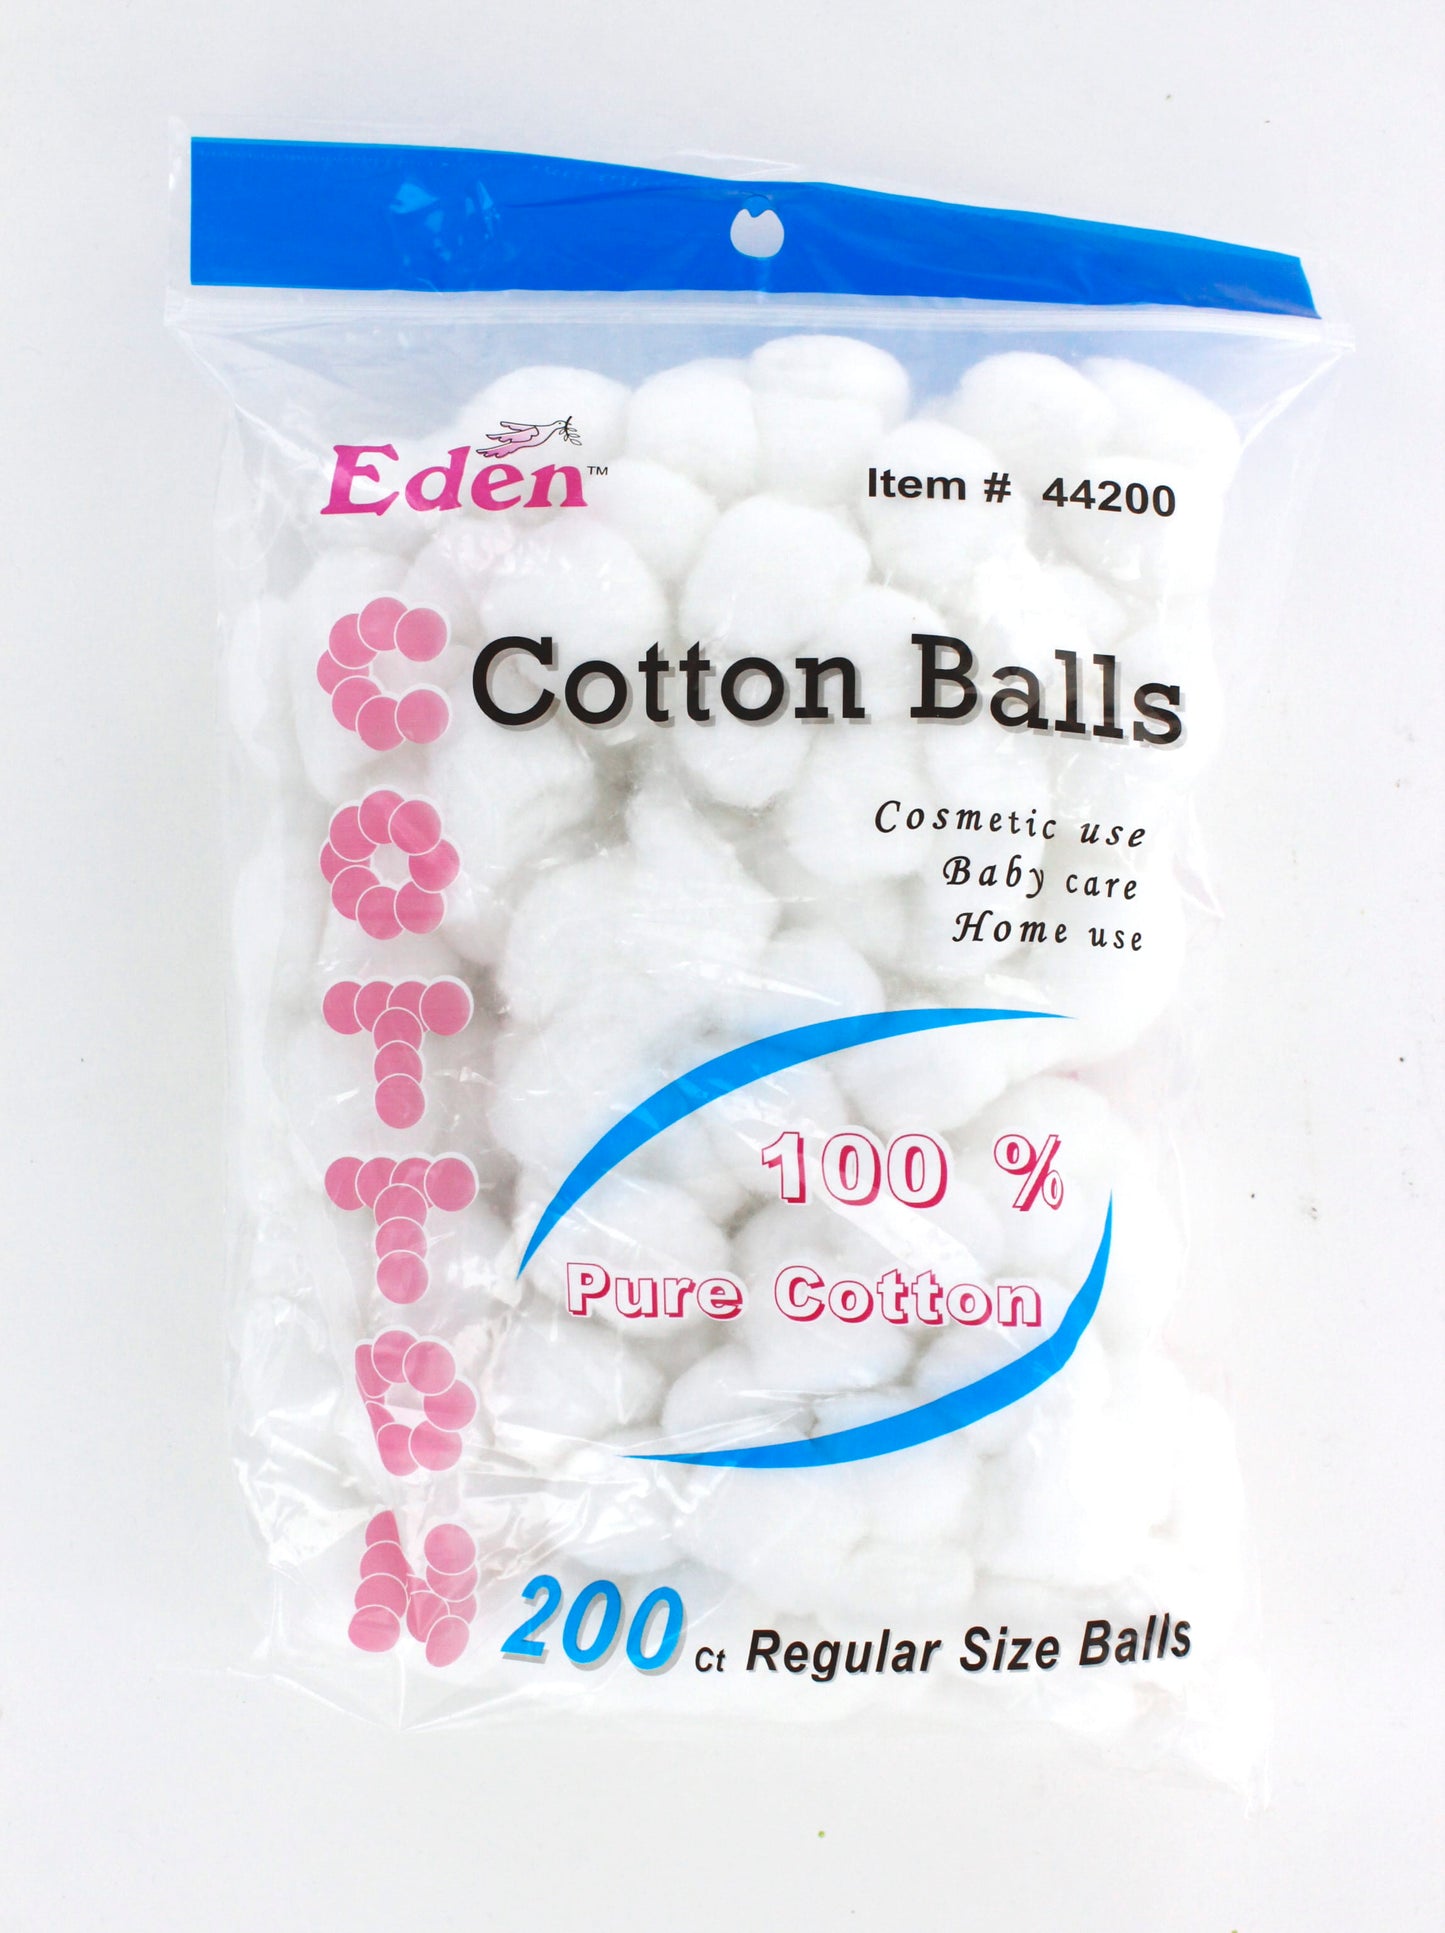 Eden™
Item # 44200
COTTON
Cotton Balls
Cosmetic use
Baby care
Home use
100 %
Pure Cotton
200 Ct Regular Size Balls